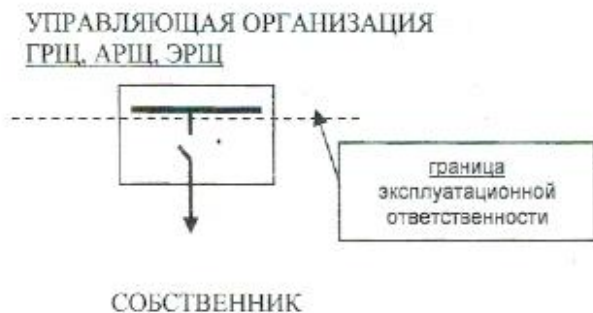 УПРАВЛЯЮЩАЯ ОРГАНИЗАЦИЯ
ГРЩ, АРЩ, ЭРЩ
граница
эксплуатационной
ответственности
СОБСТВЕННИК